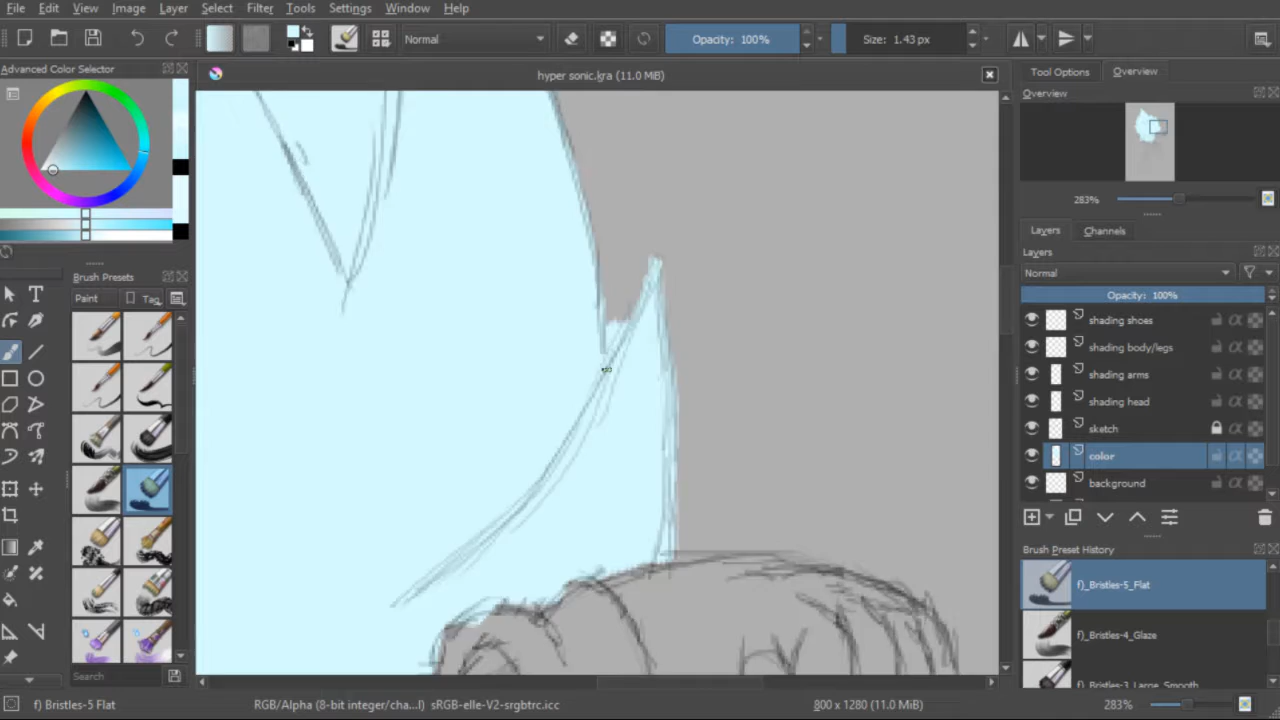 File Edit View Image Layer Select Filter Tools Settings Window Help
Normal Opacity: 100% Size: 1.43 px
Advanced Color Selector
hyper sonic.kra (11.0 MiB)
Tool Options Overview
Overview
283%
Layers Channels
Layers
Normal
Opacity: 100%
shading shoes
shading body/legs
shading arms
shading head
sketch
color
background
Brush Presets
Paint Tag
Search
Brush Preset History
f)_Bristles-5_Flat
f)_Bristles-4_Glaze
f)_Bristles-3_Large_Smooth
f) Bristles-5 Flat RGB/Alpha (8-bit integer/cha...l) sRGB-elle-V2-srgbtrc.icc 800 x 1280 (11.0 MiB) 283%